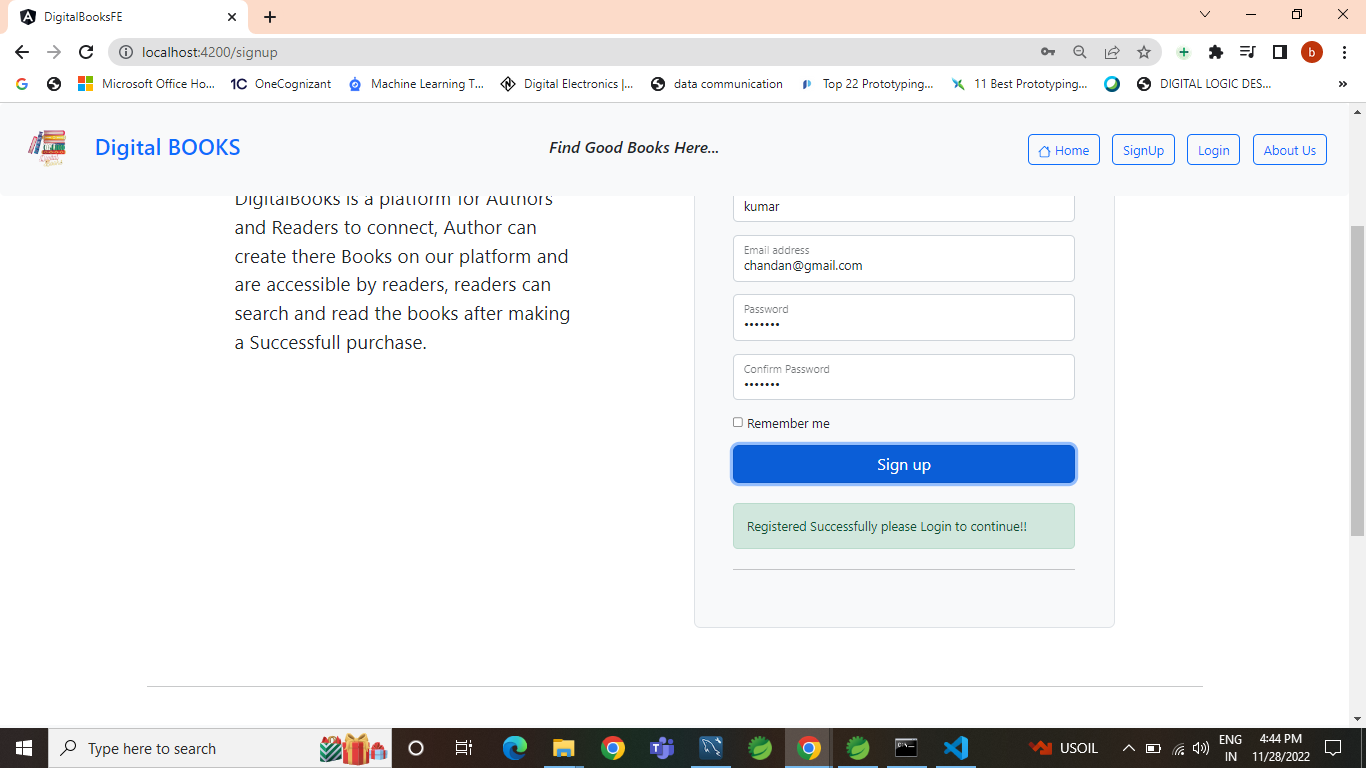 DigitalBooksFE
localhost:4200/signup
b
G
Microsoft Office Ho...
1C OneCognizant
Machine Learning T...
Digital Electronics |...
data communication
Top 22 Prototyping...
11 Best Prototyping...
DIGITAL LOGIC DES...
»
Digital BOOKS
Find Good Books Here...
Home
SignUp
Login
About Us
DigitalBooks is a platform for Authors
and Readers to connect, Author can
create there Books on our platform and
are accessible by readers, readers can
search and read the books after making
a Successfull purchase.
kumar
Email address
chandan@gmail.com
Password
•••••••
Confirm Password
•••••••
Remember me
Sign up
Registered Successfully please Login to continue!!
Type here to search
USOIL
ENG
IN
4:44 PM
11/28/2022